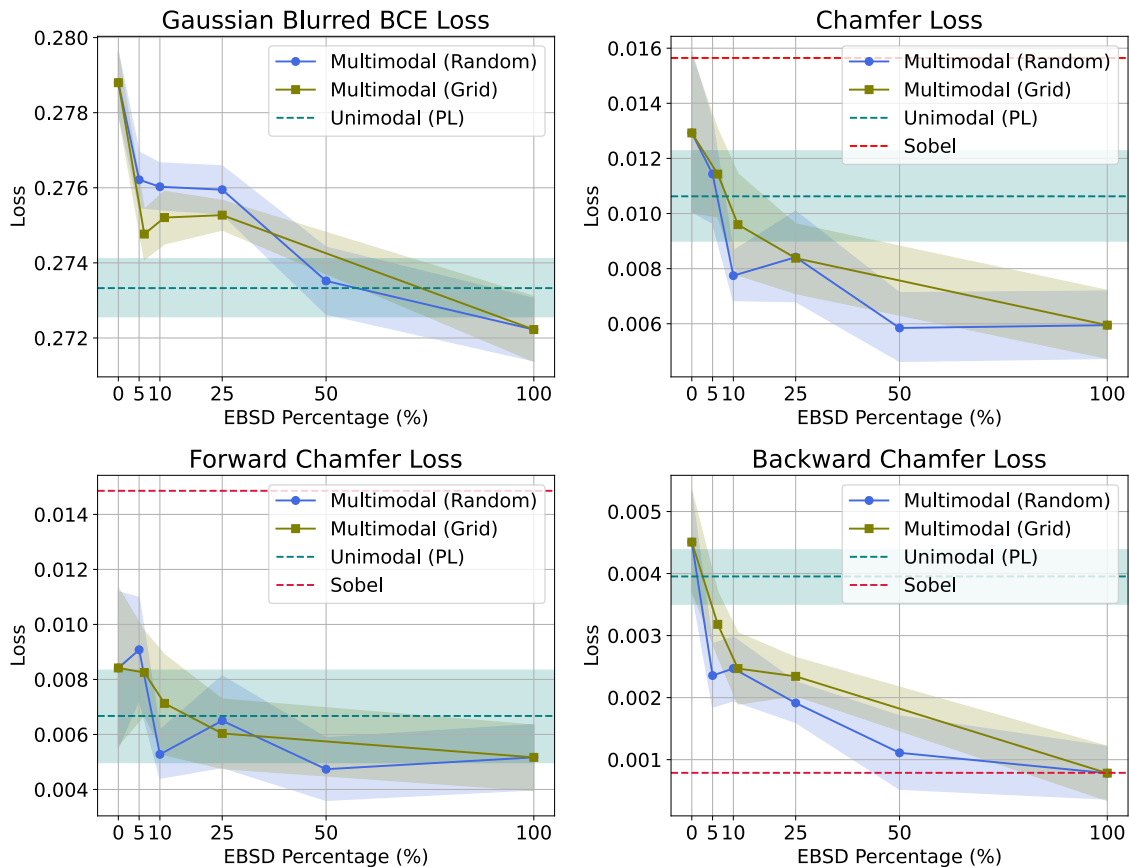 Gaussian Blurred BCE Loss
0.280
0.278
0.276
0.274
0.272
Loss
Multimodal (Random)
Multimodal (Grid)
Unimodal (PL)
0 5 10 25 50 100
EBSD Percentage (%)
Chamfer Loss
0.016
0.014
0.012
0.010
0.008
0.006
Loss
Multimodal (Random)
Multimodal (Grid)
Unimodal (PL)
Sobel
0 5 10 25 50 100
EBSD Percentage (%)
Forward Chamfer Loss
0.014
0.012
0.010
0.008
0.006
0.004
Loss
Multimodal (Random)
Multimodal (Grid)
Unimodal (PL)
Sobel
0 5 10 25 50 100
EBSD Percentage (%)
Backward Chamfer Loss
0.005
0.004
0.003
0.002
0.001
Loss
Multimodal (Random)
Multimodal (Grid)
Unimodal (PL)
Sobel
0 5 10 25 50 100
EBSD Percentage (%)